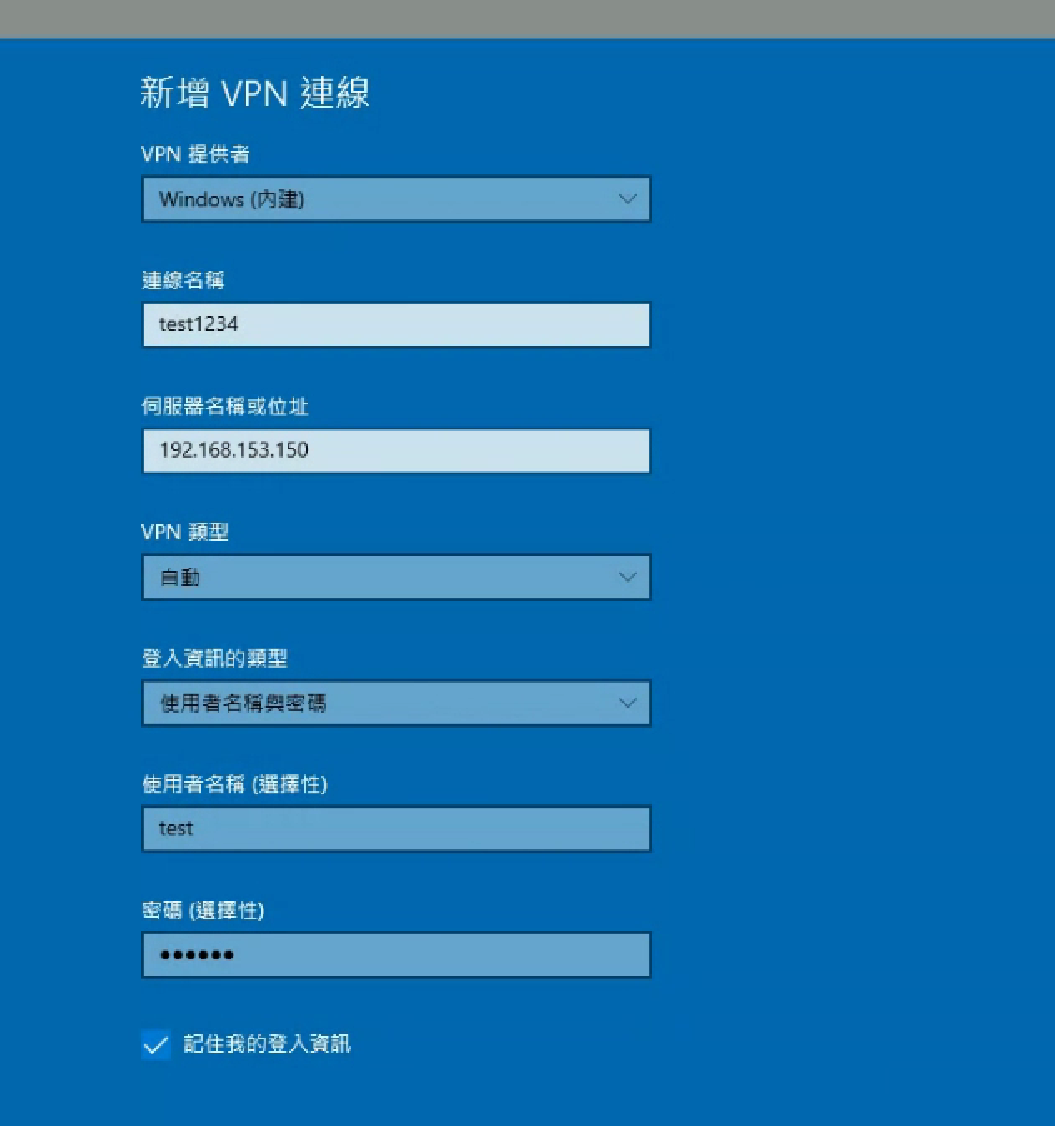 新增 VPN 連線
VPN 提供者
Windows (內建)
連線名稱
test1234
伺服器名稱或位址
192.168.153.150
VPN 類型
自動
登入資訊的類型
使用者名稱與密碼
使用者名稱 (選擇性)
test
密碼 (選擇性)
••••••
記住我的登入資訊